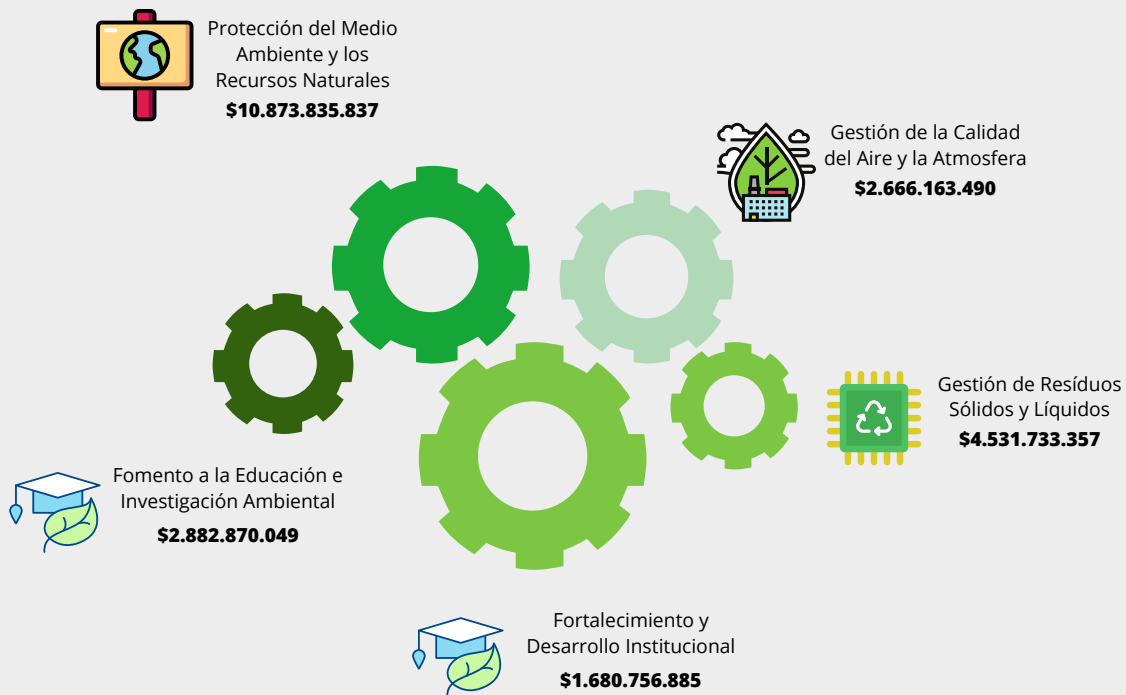 Protección del Medio
Ambiente y los
Recursos Naturales
$10.873.835.837
Gestión de la Calidad
del Aire y la Atmosfera
$2.666.163.490
Gestión de Resíduos
Sólidos y Líquidos
$4.531.733.357
Fomento a la Educación e
Investigación Ambiental
$2.882.870.049
Fortalecimiento y
Desarrollo Institucional
$1.680.756.885